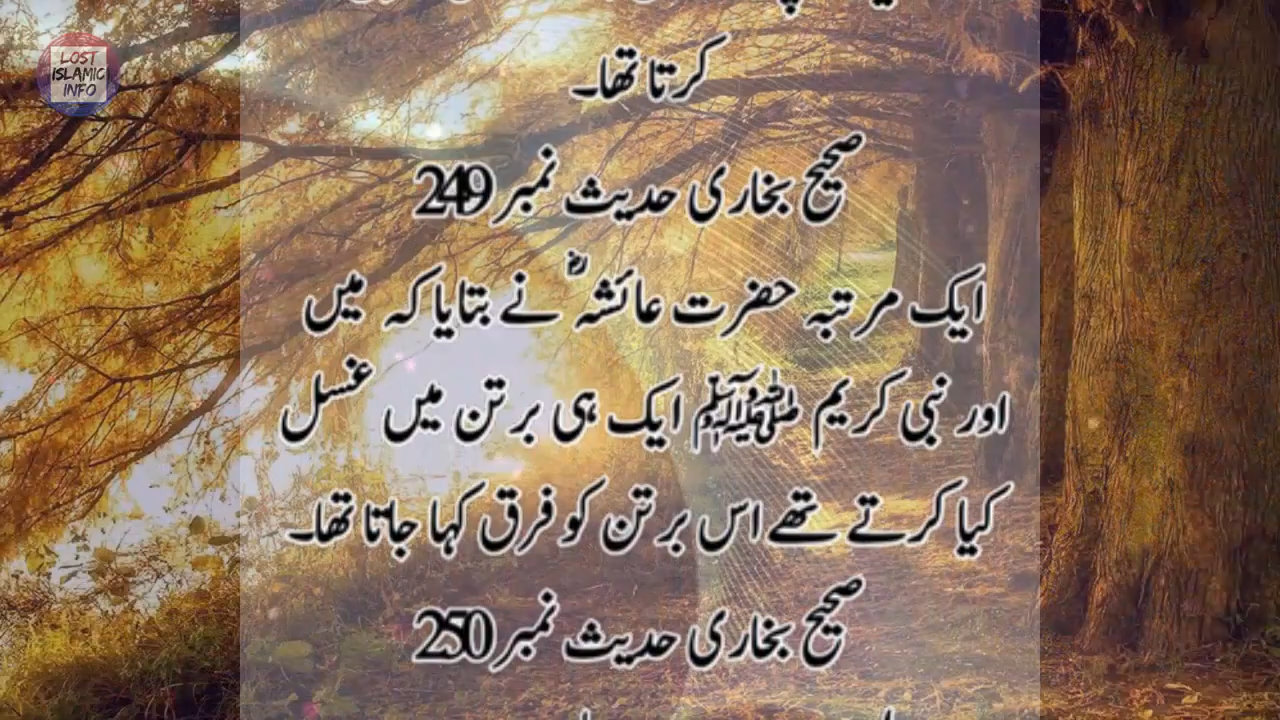 LOST
ISLAMIC
INFO
کرتا تھا۔
صحیح بخاری حدیث نمبر 249
ایک مرتبہ حضرت عائشہؓ نے بتایا کہ میں
اور نبی کریم ﷺ ایک ہی برتن میں غسل
کیا کرتے تھے اس برتن کو فرق کہا جاتا تھا۔
صحیح بخاری حدیث نمبر 250